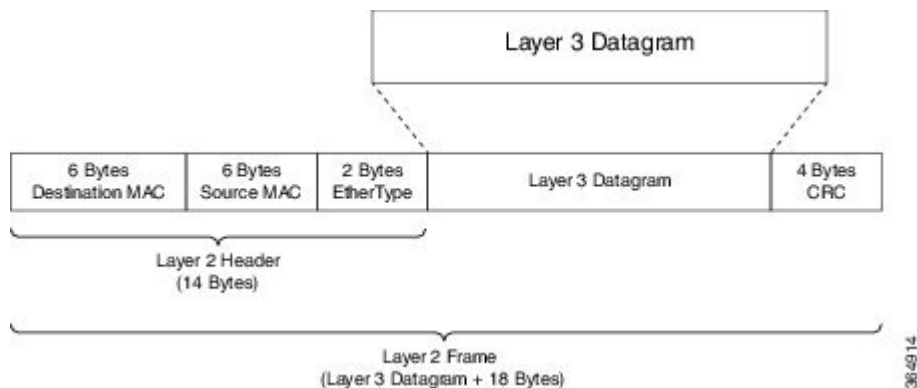 Layer 3 Datagram
6 Bytes
Destination MAC
6 Bytes
Source MAC
2 Bytes
EtherType
Layer 3 Datagram
4 Bytes
CRC
Layer 2 Header
(14 Bytes)
Layer 2 Frame
(Layer 3 Datagram + 18 Bytes)
364914